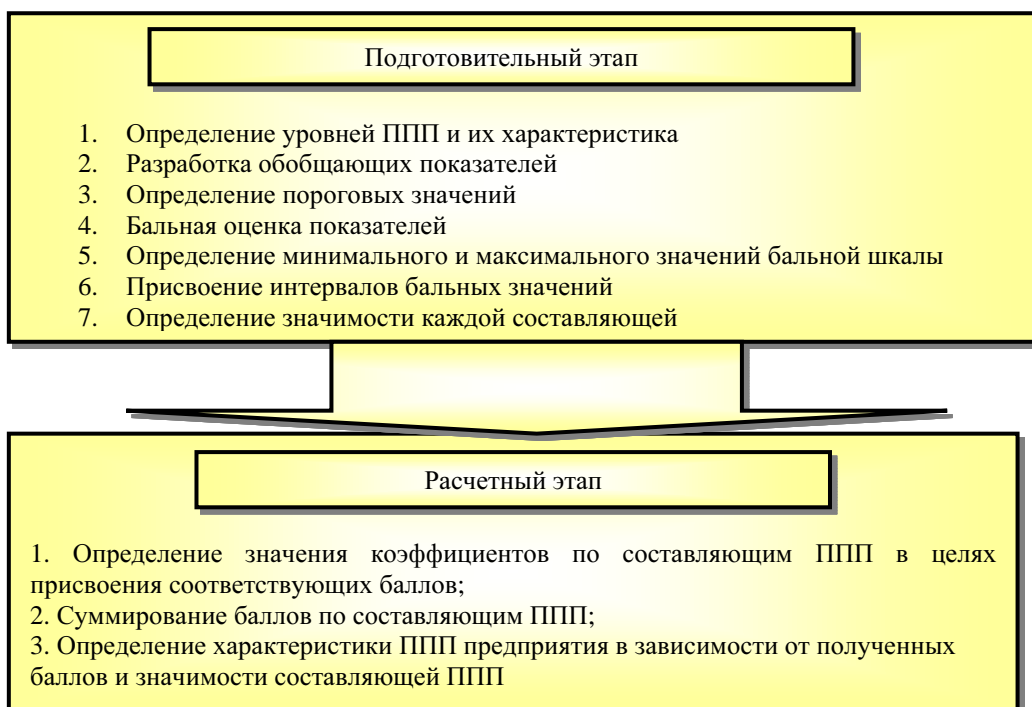 Подготовительный этап
1. Определение уровней ППП и их характеристика
2. Разработка обобщающих показателей
3. Определение пороговых значений
4. Бальная оценка показателей
5. Определение минимального и максимального значений бальной шкалы
6. Присвоение интервалов бальных значений
7. Определение значимости каждой составляющей
Расчетный этап
1. Определение значения коэффициентов по составляющим ППП в целях
присвоения соответствующих баллов;
2. Суммирование баллов по составляющим ППП;
3. Определение характеристики ППП предприятия в зависимости от полученных
баллов и значимости составляющей ППП